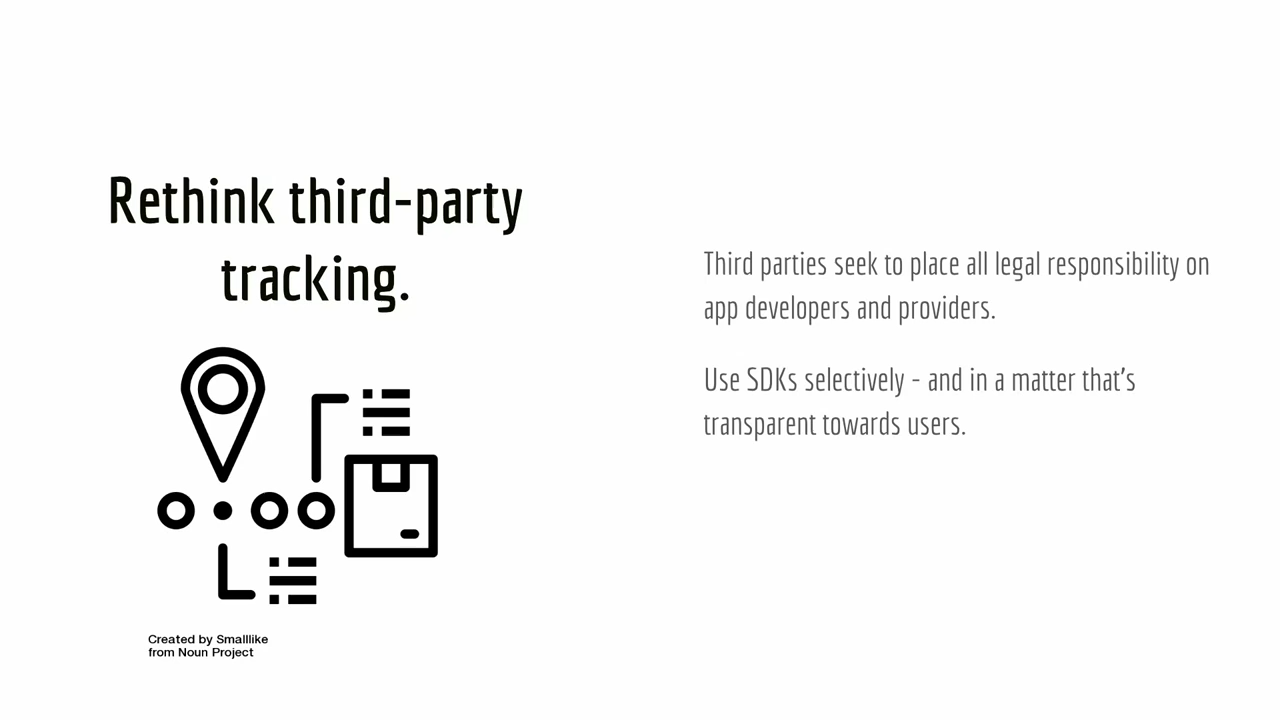 Rethink third-party
tracking.
Third parties seek to place all legal responsibility on
app developers and providers.
Use SDKs selectively - and in a matter that's
transparent towards users.
Created by Smalllike
from Noun Project